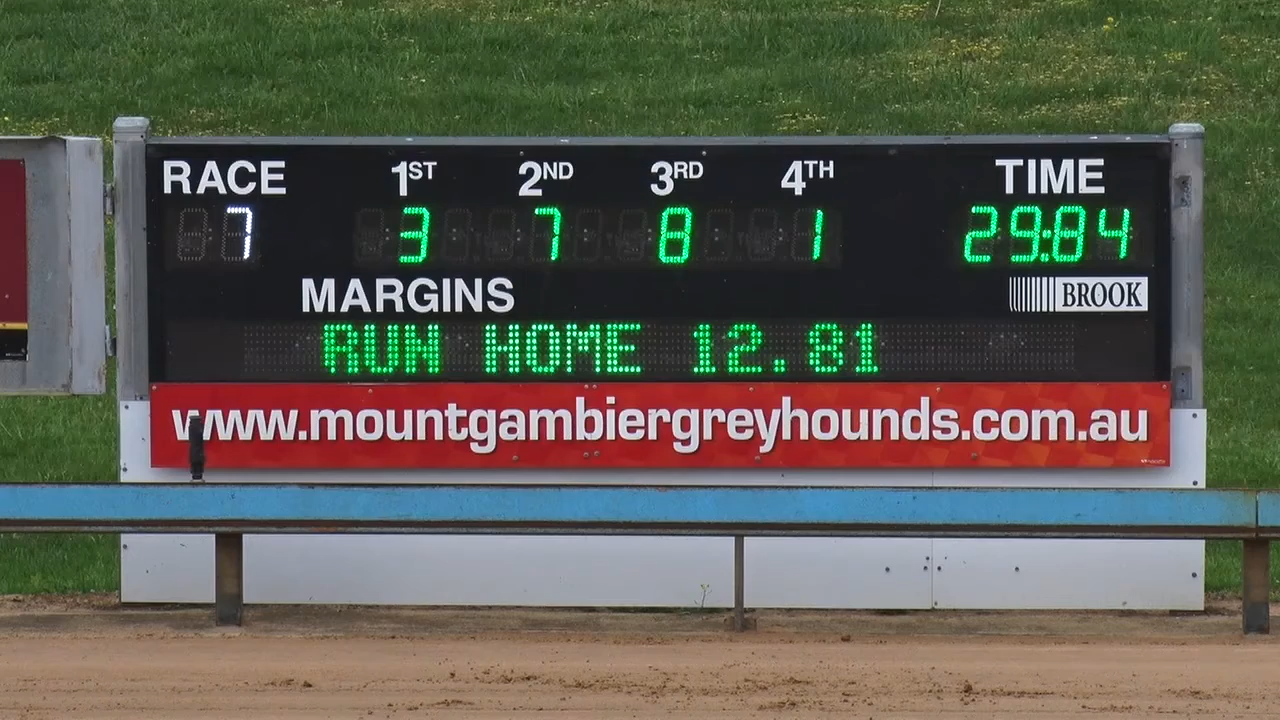 RACE 1ST 2ND 3RD 4TH TIME
7 3 7 8 1 29:84
MARGINS BROOK
RUN HOME 12.81
www.mountgambiergreyhounds.com.au